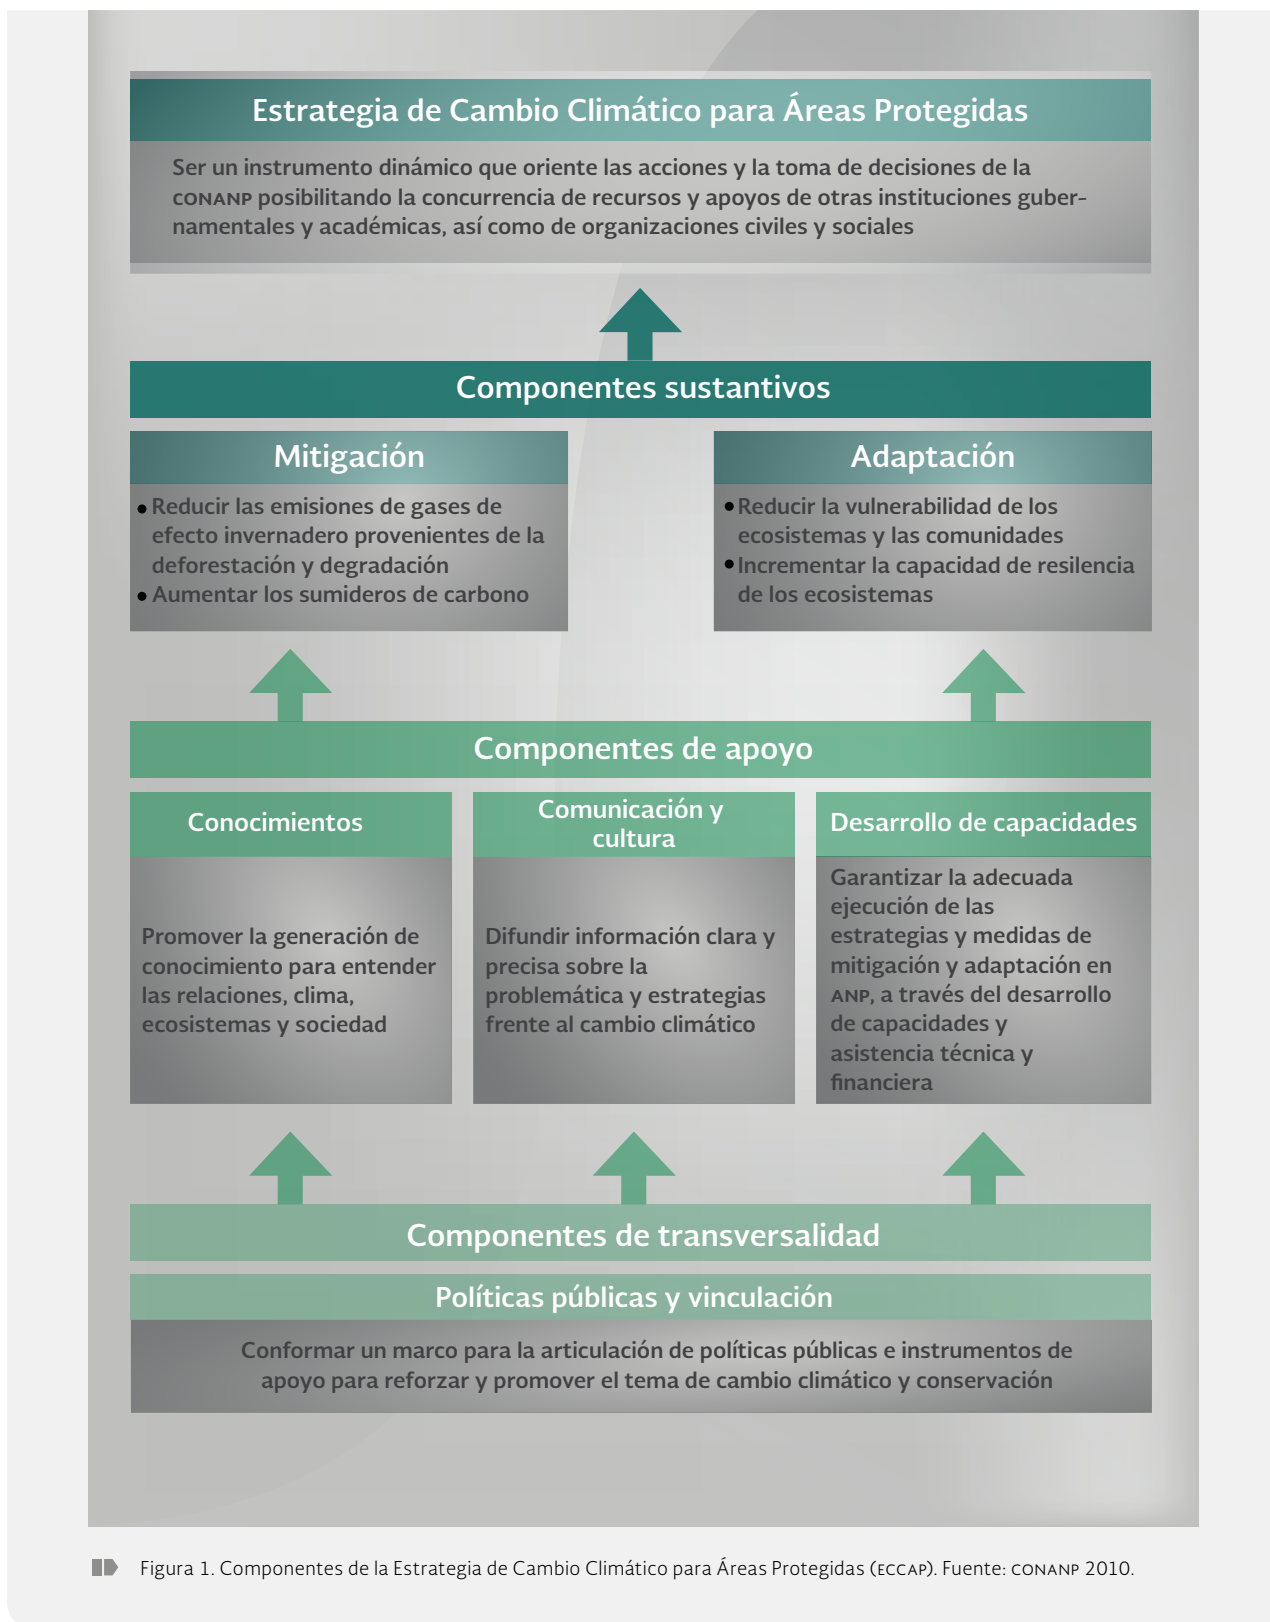 Estrategia de Cambio Climático para Áreas Protegidas
Ser un instrumento dinámico que oriente las acciones y la toma de decisiones de la
CONANP posibilitando la concurrencia de recursos y apoyos de otras instituciones guber-
namentales y académicas, así como de organizaciones civiles y sociales
Componentes sustantivos
Mitigación
• Reducir las emisiones de gases de
efecto invernadero provenientes de la
deforestación y degradación
• Aumentar los sumideros de carbono
Adaptación
• Reducir la vulnerabilidad de los
ecosistemas y las comunidades
• Incrementar la capacidad de resilencia
de los ecosistemas
Componentes de apoyo
Conocimientos
Promover la generación de
conocimiento para entender
las relaciones, clima,
ecosistemas y sociedad
Comunicación y
cultura
Difundir información clara y
precisa sobre la
problemática y estrategias
frente al cambio climático
Desarrollo de capacidades
Garantizar la adecuada
ejecución de las
estrategias y medidas de
mitigación y adaptación en
ANP, a través del desarrollo
de capacidades y
asistencia técnica y
financiera
Componentes de transversalidad
Políticas públicas y vinculación
Conformar un marco para la articulación de políticas públicas e instrumentos de
apoyo para reforzar y promover el tema de cambio climático y conservación
Figura 1. Componentes de la Estrategia de Cambio Climático para Áreas Protegidas (ECCAP). Fuente: CONANP 2010.